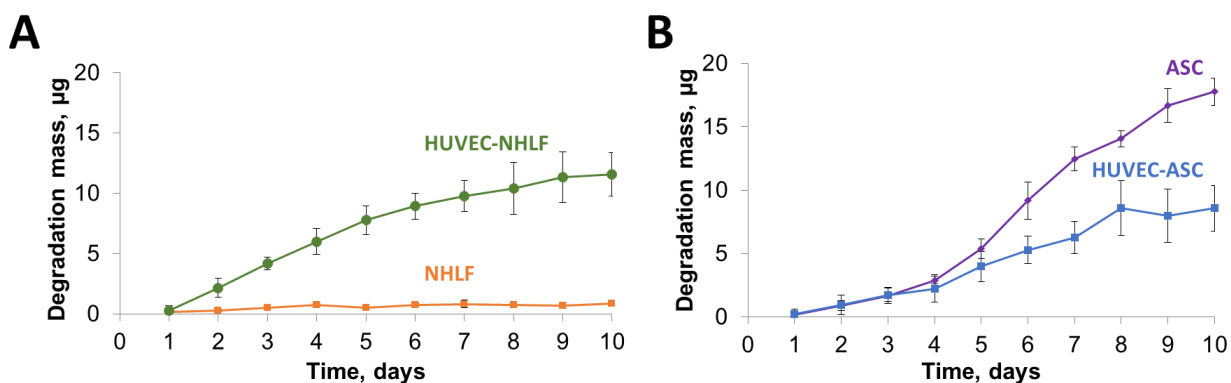 A
Degradation mass, µg
20
15
10
5
0
HUVEC-NHLF
NHLF
0 1 2 3 4 5 6 7 8 9 10
Time, days
B
Degradation mass, µg
20
15
10
5
0
ASC
HUVEC-ASC
0 1 2 3 4 5 6 7 8 9 10
Time, days